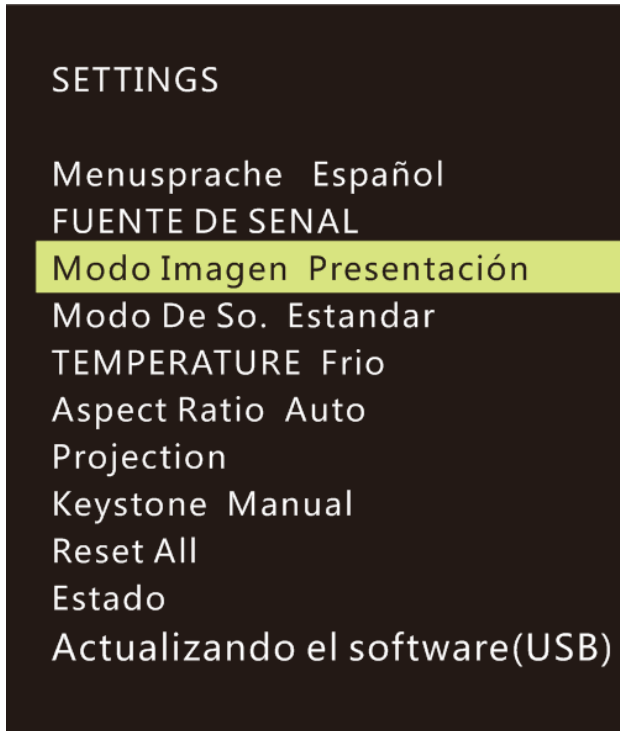 SETTINGS
Menusprache Español
FUENTE DE SENAL
Modo Imagen Presentación
Modo De So. Estandar
TEMPERATURE Frio
Aspect Ratio Auto
Projection
Keystone Manual
Reset All
Estado
Actualizando el software(USB)